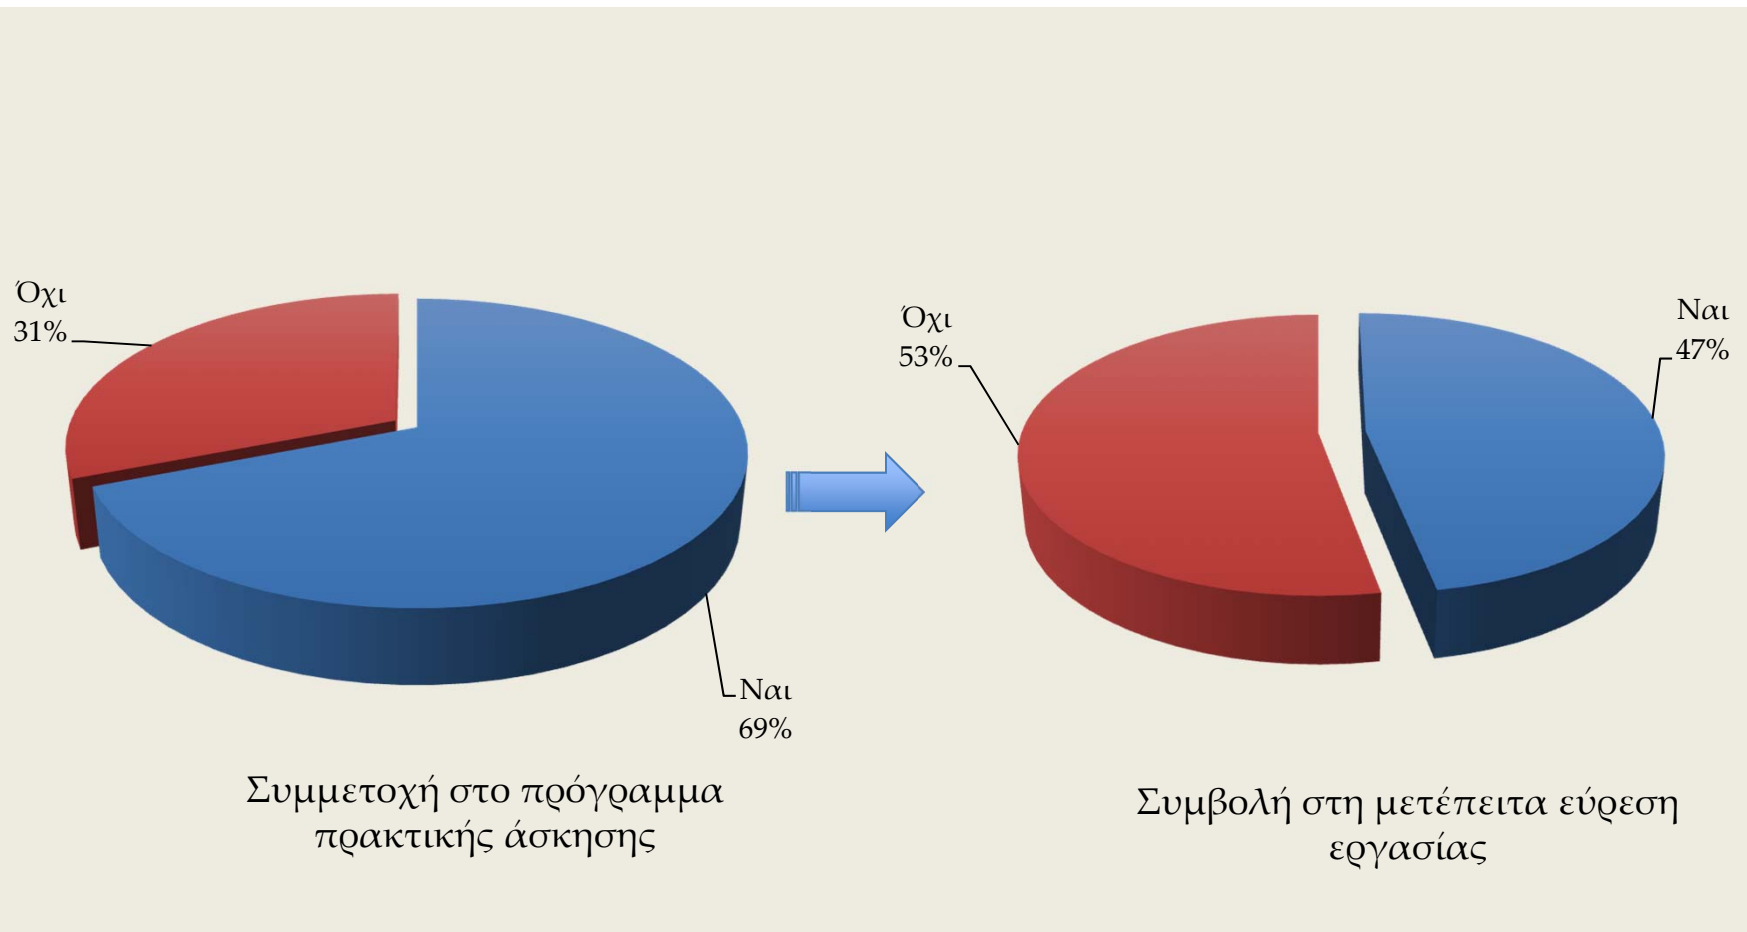 Όχι
31%
Ναι
69%
Συμμετοχή στο πρόγραμμα
πρακτικής άσκησης
Όχι
53%
Ναι
47%
Συμβολή στη μετέπειτα εύρεση
εργασίας